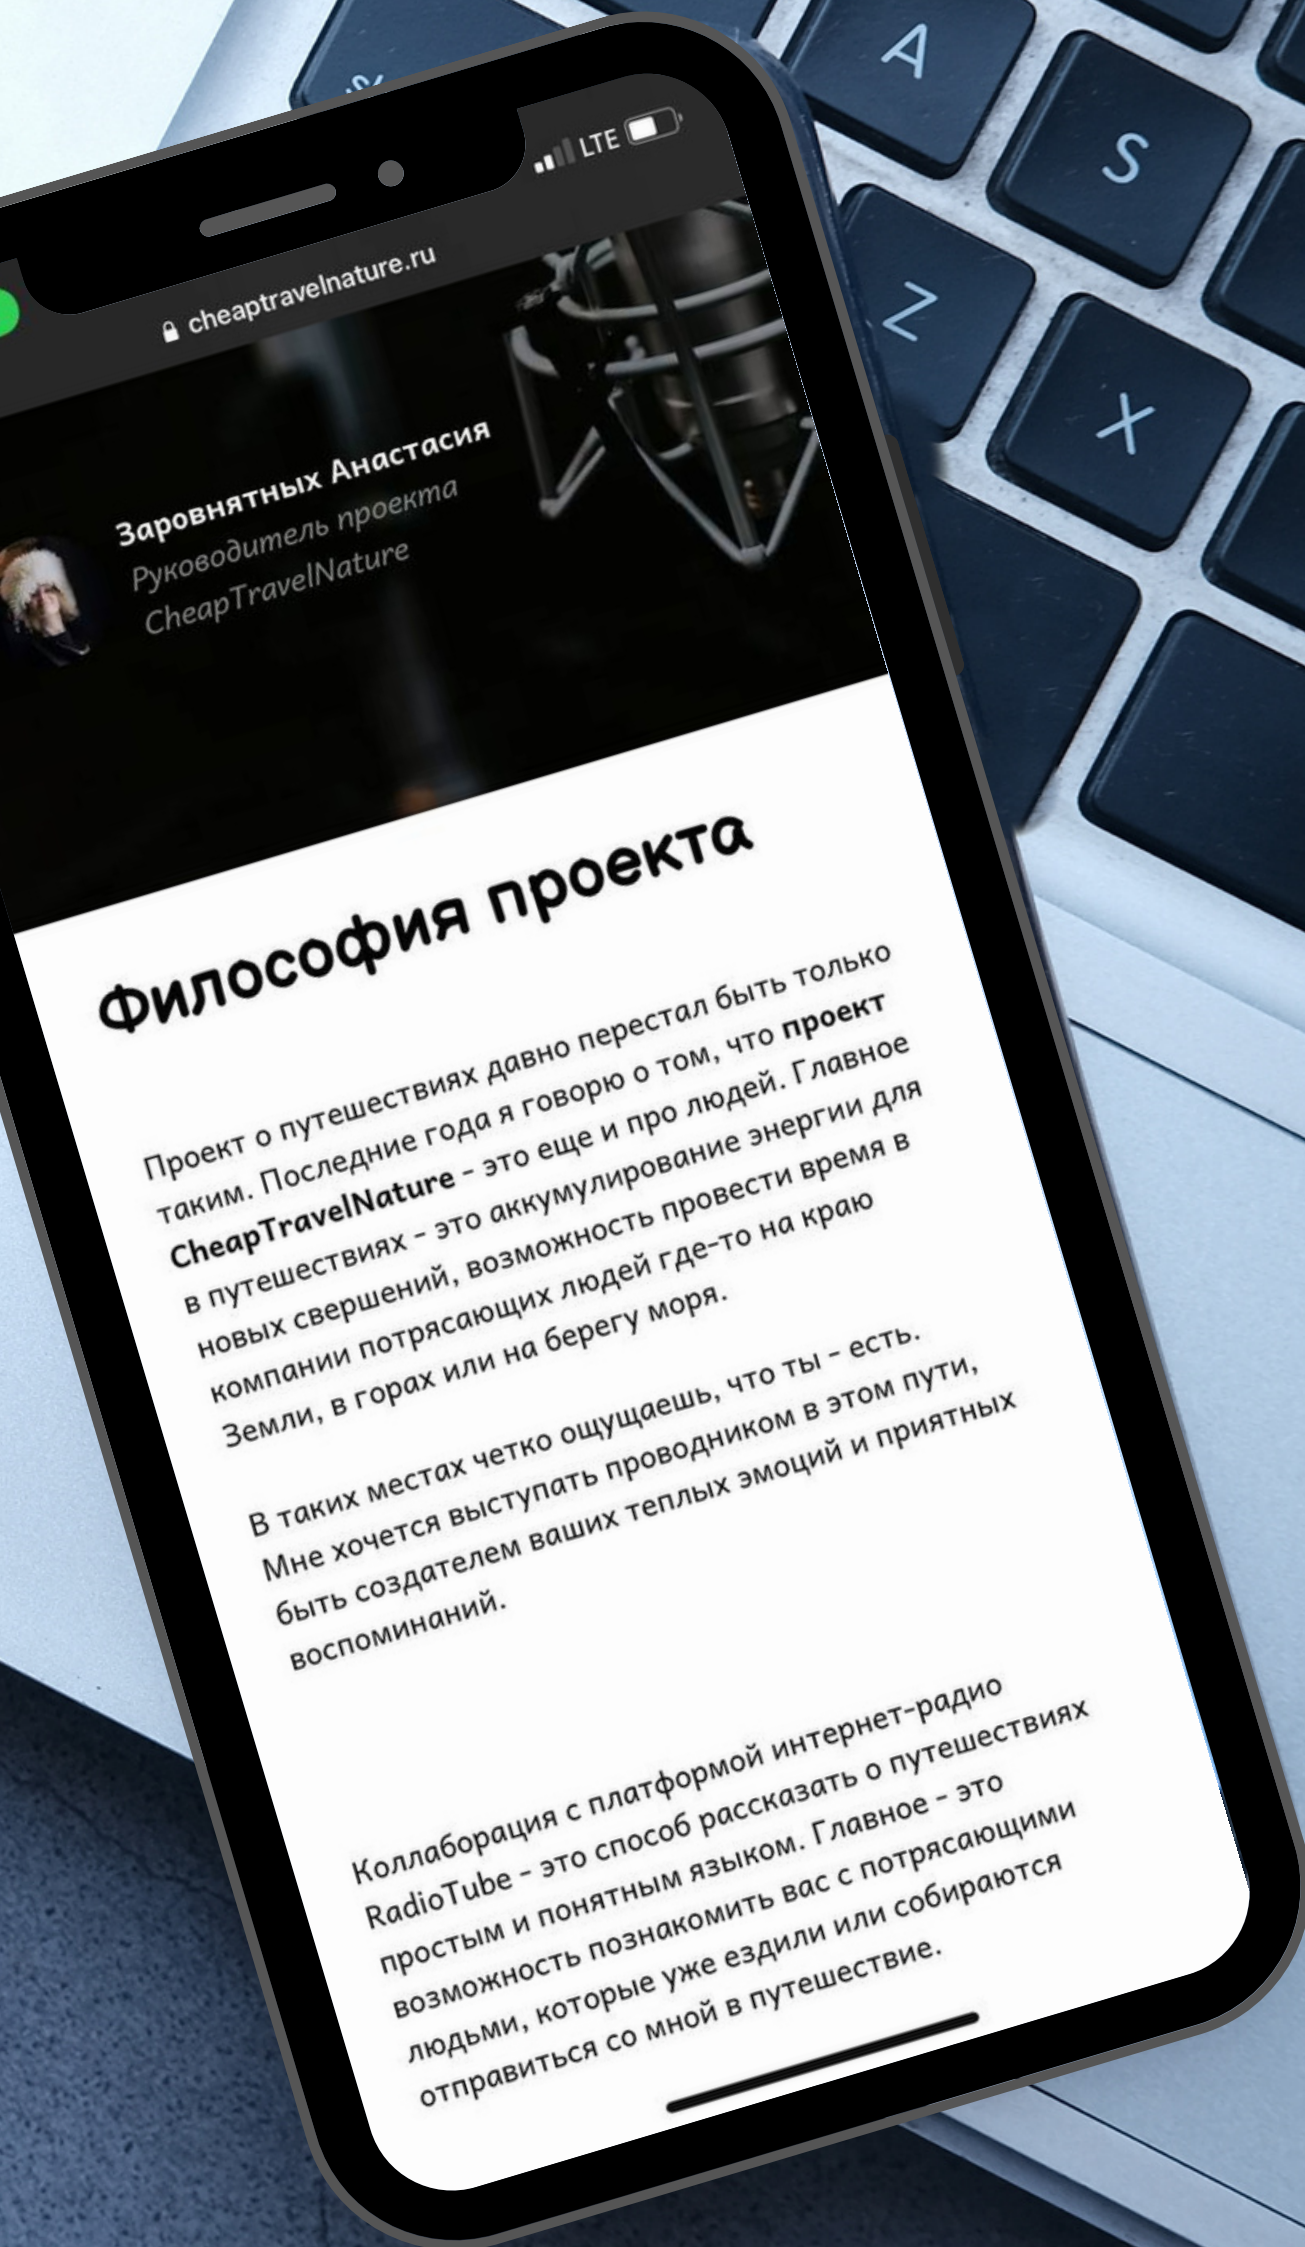 A
S
Z
X
LTE
cheaptravelnature.ru
Заровнятных Анастасия
Руководитель проекта
CheapTravelNature
Философия проекта
Проект о путешествиях давно перестал быть только
таким. Последние года я говорю о том, что проект
CheapTravelNature – это еще и про людей. Главное
в путешествиях – это аккумулирование энергии для
новых свершений, возможность провести время в
компании потрясающих людей где-то на краю
Земли, в горах или на берегу моря.
В таких местах четко ощущаешь, что ты – есть.
Мне хочется выступать проводником в этом пути,
быть создателем ваших теплых эмоций и приятных
воспоминаний.
Коллаборация с платформой интернет-радио
RadioTube – это способ рассказать о путешествиях
простым и понятным языком. Главное – это
возможность познакомить вас с потрясающими
людьми, которые уже ездили или собираются
отправиться со мной в путешествие.